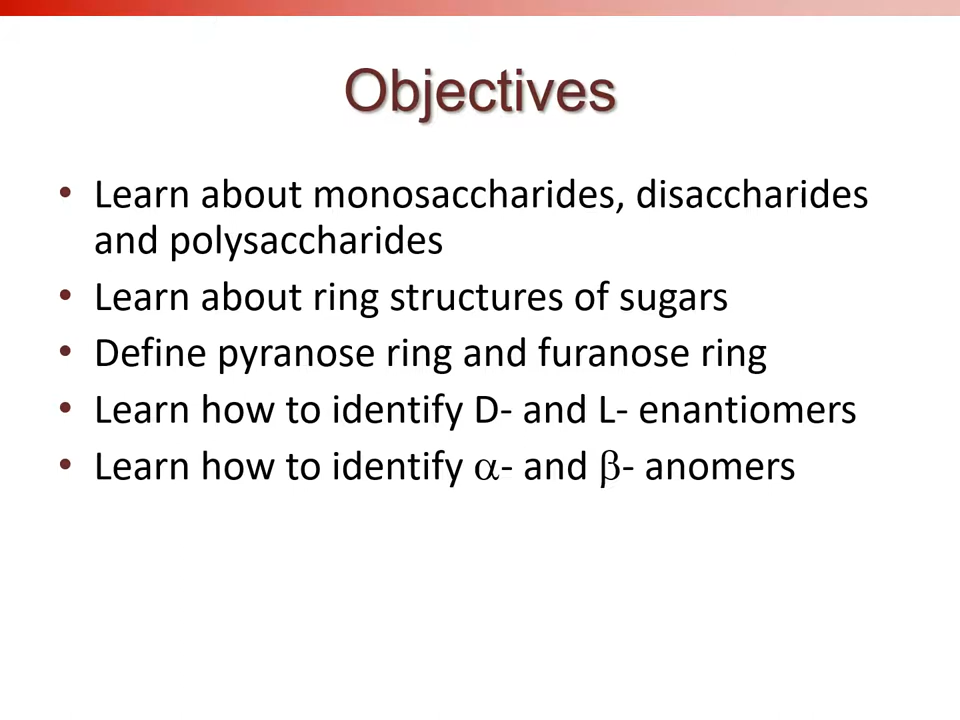 Objectives
• Learn about monosaccharides, disaccharides
and polysaccharides
• Learn about ring structures of sugars
• Define pyranose ring and furanose ring
• Learn how to identify D- and L- enantiomers
• Learn how to identify α- and β- anomers